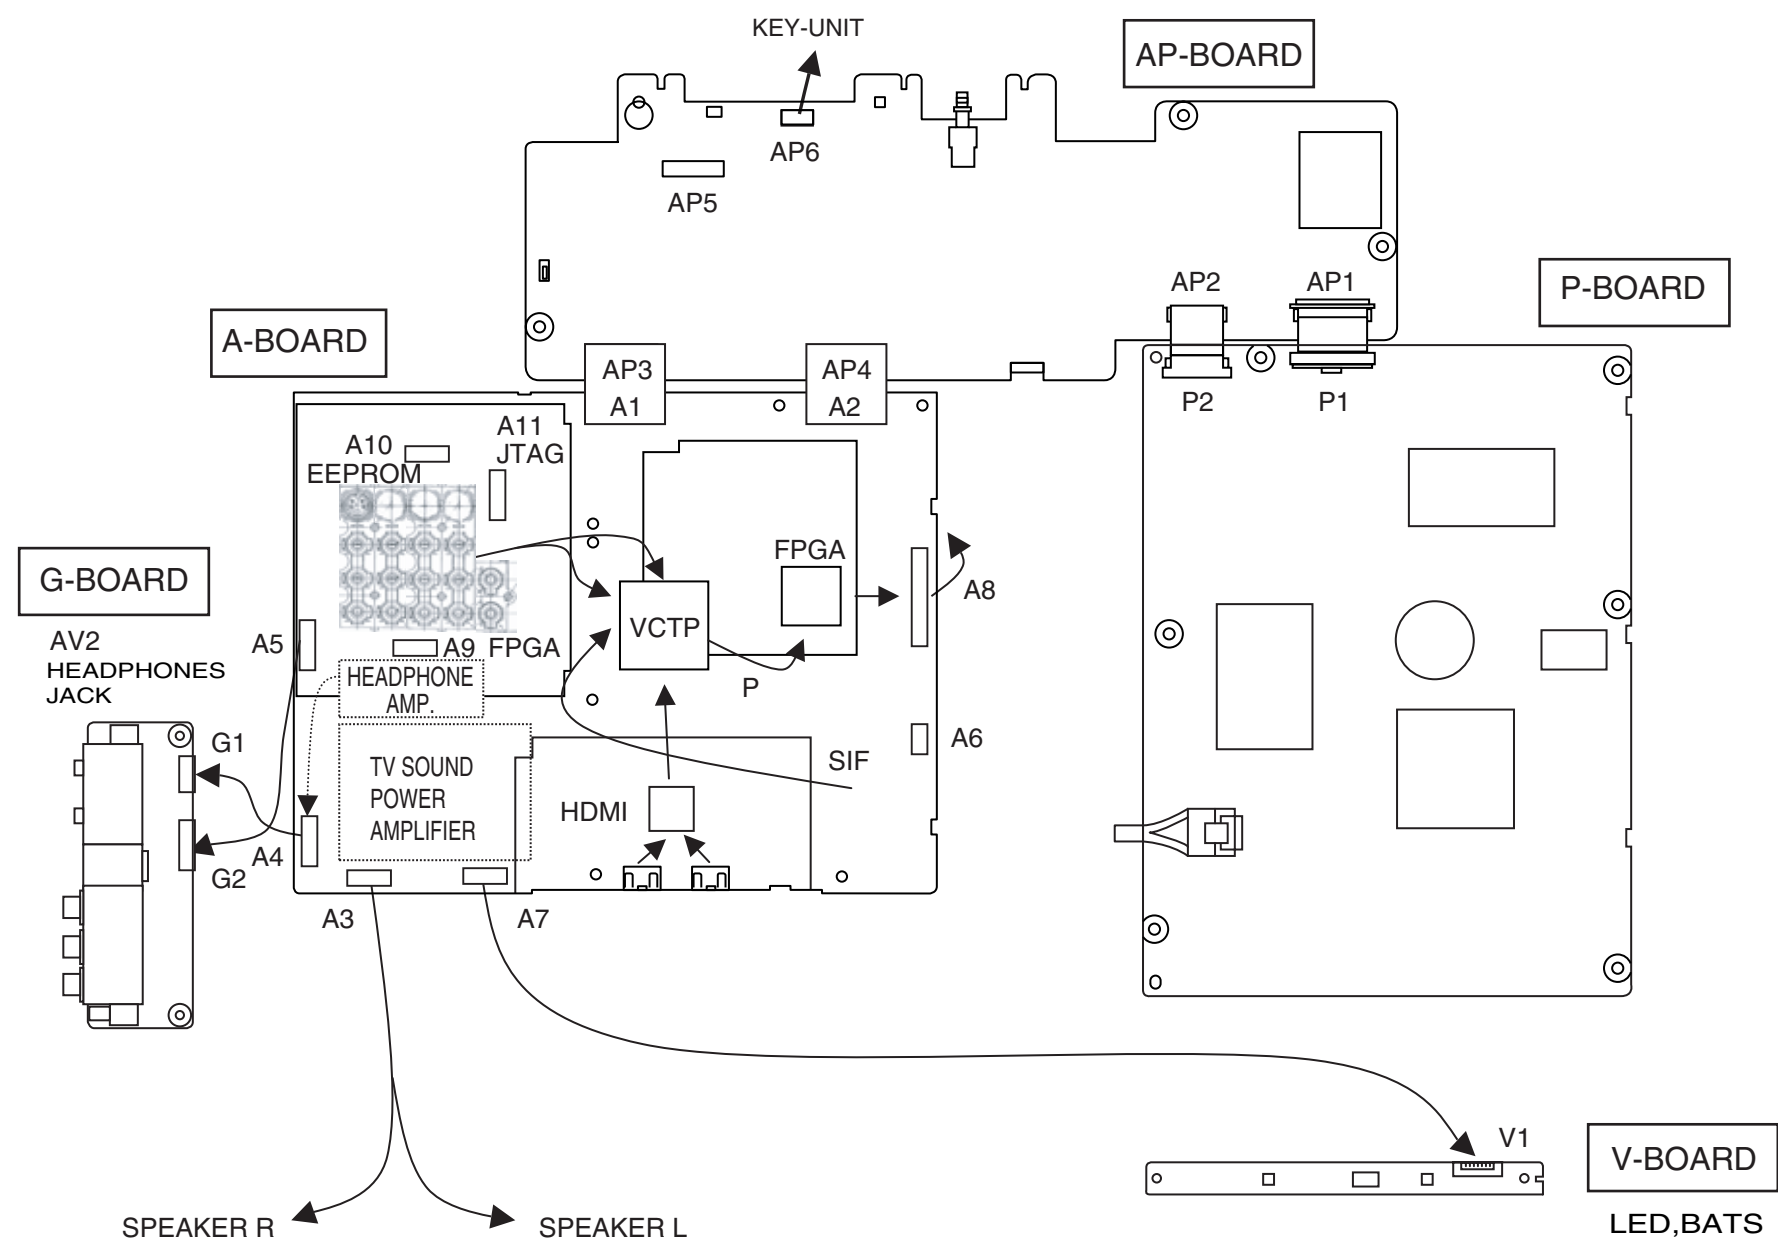 KEY-UNIT
AP-BOARD
AP6
AP5
AP2
AP1
P-BOARD
A-BOARD
AP3
AP4
A1
A2
P2
P1
A11
JTAG
A10
EEPROM
FPGA
G-BOARD
A8
VCTP
AV2
HEADPHONES
JACK
A5
A9 FPGA
HEADPHONE
AMP.
P
G1
A6
SIF
TV SOUND
POWER
AMPLIFIER
HDMI
A4
G2
A3
A7
V1
V-BOARD
LED,BATS
SPEAKER R
SPEAKER L